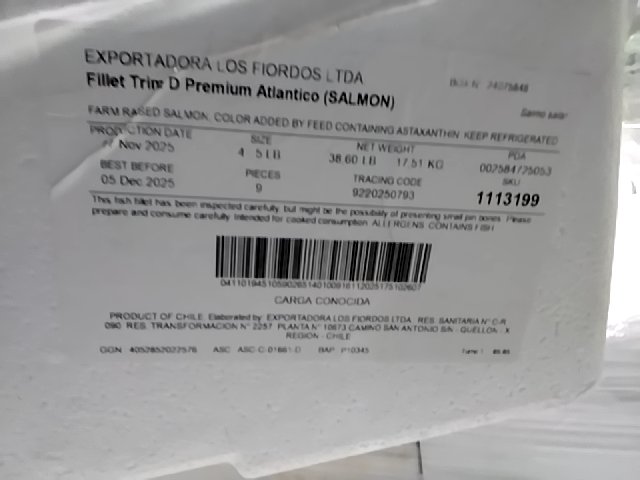 EXPORTADORA LOS FIORDOS LTDA
Fillet Trim D Premium Atlantico (SALMON)
FARM RAISED SALMON, COLOR ADDED BY FEED CONTAINING ASTAXANTHIN. KEEP REFRIGERATED
PRODUCTION DATE SIZE NET WEIGHT PDA
Nov 2025 4 5 LB 38.60 LB 17.51 KG 002584725053
BEST BEFORE PIECES TRACING CODE SKU
05 Dec 2025 9 9220250793 1113199
This fish fillet has been inspected carefully, but might be the possibility of presenting small pin bones. Please
prepare and consume carefully. Intended for cooked consumption. ALLERGENS: CONTAINS FISH
CARGA CONOCIDA
PRODUCT OF CHILE. Elaborated by: EXPORTADORA LOS FIORDOS LTDA - RES. SANITARIA N° C-R
090 RES. TRANSFORMACION N° 2257 PLANTA N° 10873 CAMINO SAN ANTONIO S/N - QUELLON - X
REGION - CHILE
GGN 4052852022576 ASC: BAP: P10345